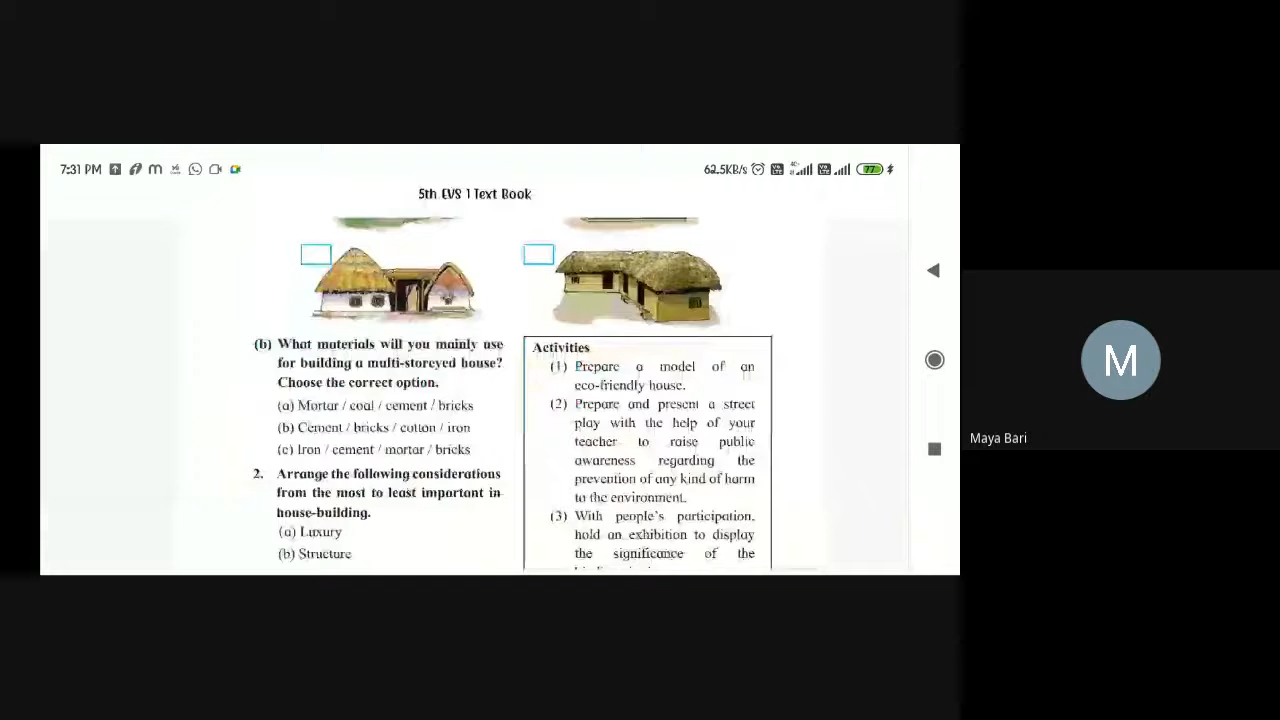 7:31 PM
62.5KB/s
77
5th EVS 1 Text Book
(b) What materials will you mainly use
for building a multi-storeyed house?
Choose the correct option.
(a) Mortar / coal / cement / bricks
(b) Cement / bricks / cotton / iron
(c) Iron / cement / mortar / bricks
2. Arrange the following considerations
from the most to least important in
house-building.
(a) Luxury
(b) Structure
Activities
(1) Prepare a model of an
eco-friendly house.
(2) Prepare and present a street
play with the help of your
teacher to raise public
awareness regarding the
prevention of any kind of harm
to the environment.
(3) With people's participation,
hold an exhibition to display
the significance of the
M
Maya Bari